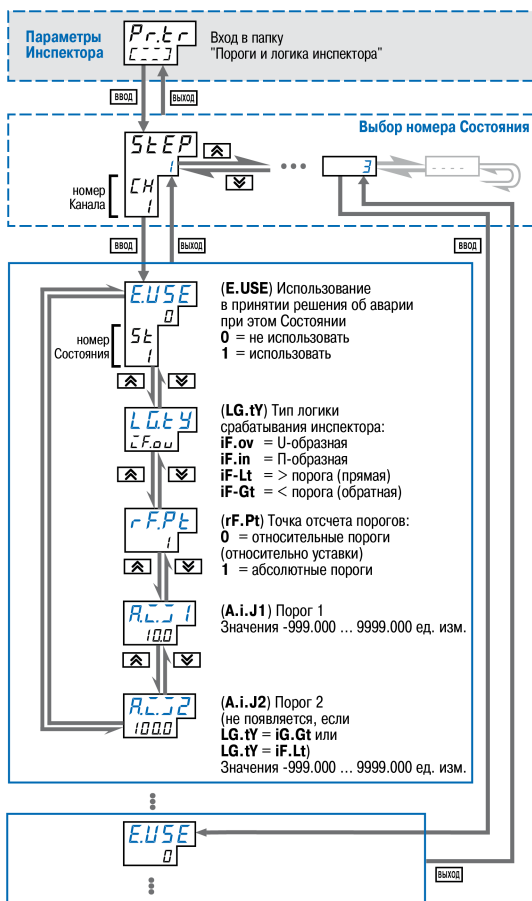 Параметры
Инспектора
Pr.tr
[---]
Вход в папку
"Пороги и логика инспектора"
ВВОД
ВЫХОД
Выбор номера Состояния
StEP
1
CH
1
номер
Канала
3
----
ВВОД
ВЫХОД
ВВОД
E.USE
0
St
1
номер
Состояния
(E.USE) Использование
в принятии решения об аварии
при этом Состоянии
0 = не использовать
1 = использовать
LG.tY
iF.ov
(LG.tY) Тип логики
срабатывания инспектора:
iF.ov = U-образная
iF.in = П-образная
iF-Lt = > порога (прямая)
iF-Gt = < порога (обратная)
rF.Pt
1
(rF.Pt) Точка отсчета порогов:
0 = относительные пороги
(относительно уставки)
1 = абсолютные пороги
A.i.J1
10.0
(A.i.J1) Порог 1
Значения -999.000 ... 9999.000 ед. изм.
A.i.J2
100.0
(A.i.J2) Порог 2
(не появляется, если
LG.tY = iG.Gt или
LG.tY = iF.Lt)
Значения -999.000 ... 9999.000 ед. изм.
E.USE
0
ВЫХОД